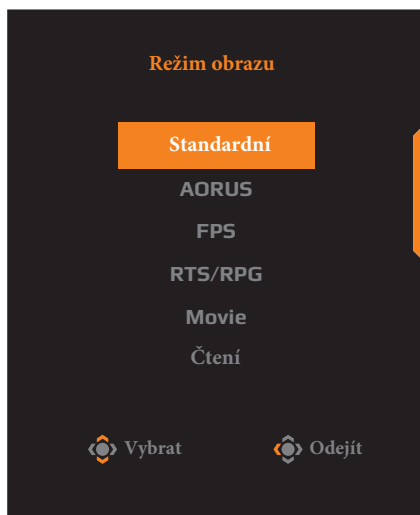 Režim obrazu
Standardní
AORUS
FPS
RTS/RPG
Movie
Čtení
Vybrat Odejít